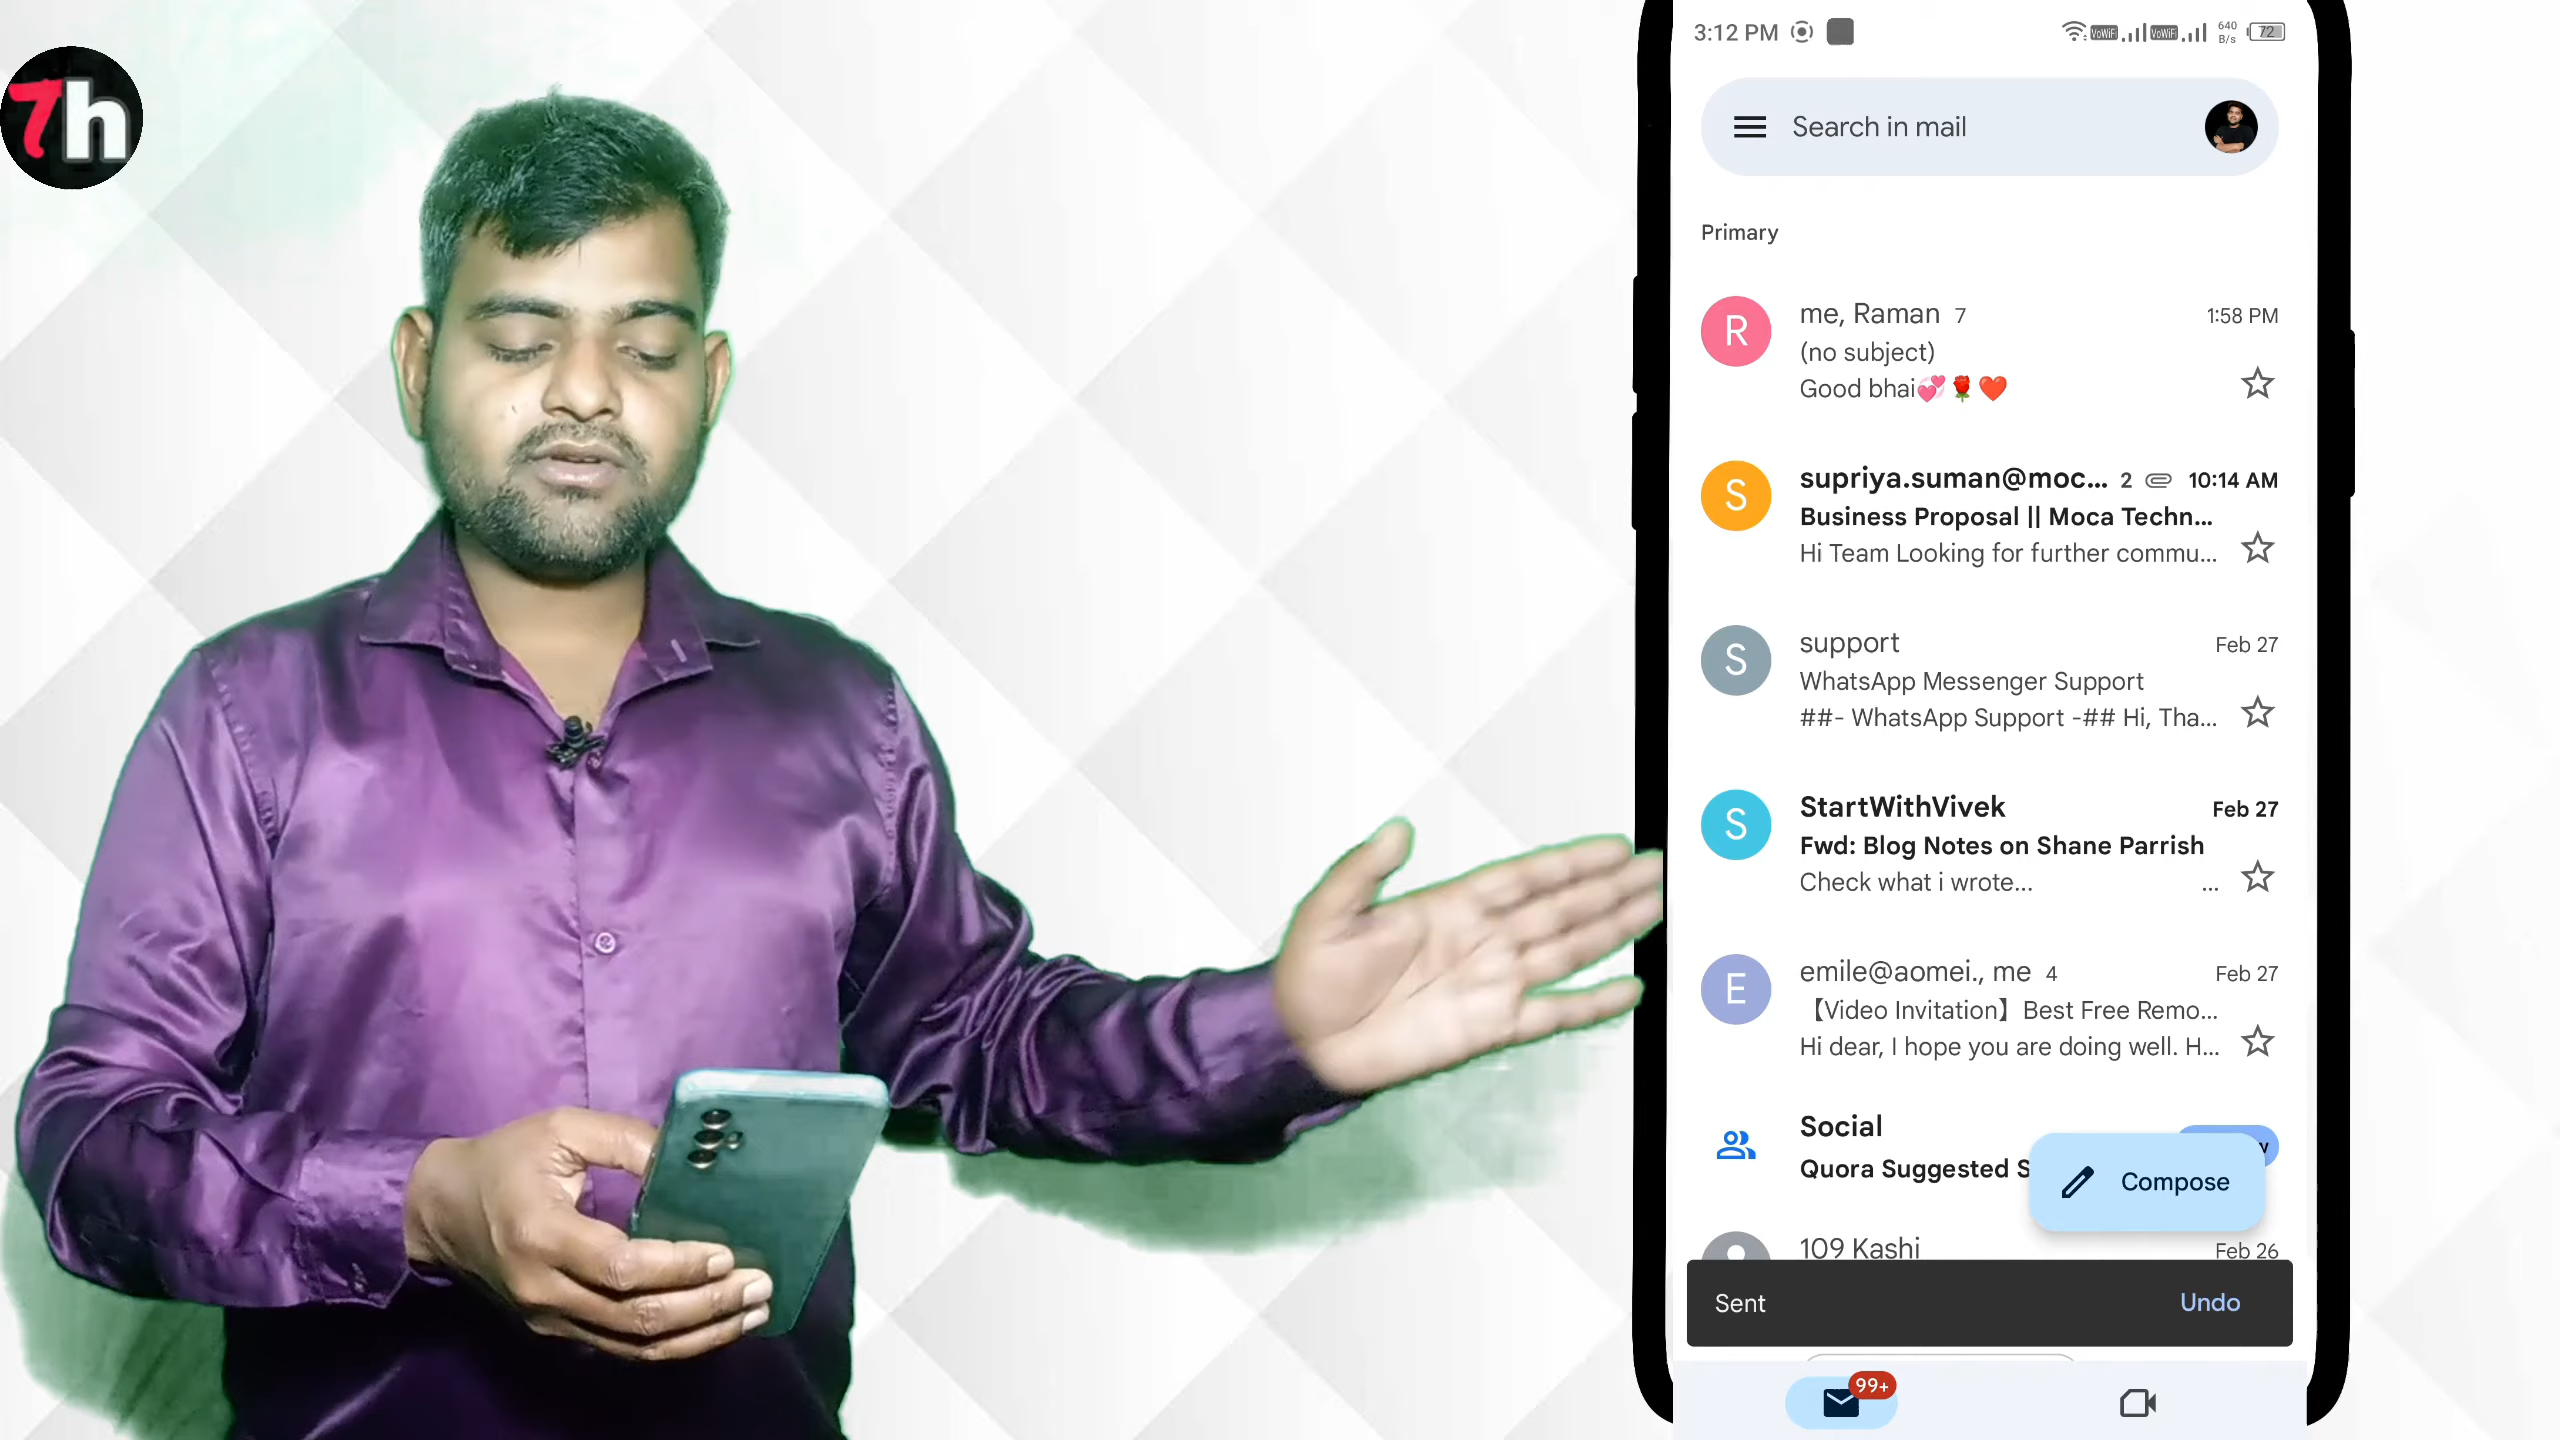 7h
3:12 PM
VoWiFi VoWiFi 640 B/s 72
Search in mail
Primary
R
me, Raman 7 1:58 PM
(no subject)
Good bhai💞🌹❤️
S
supriya.suman@moc... 2 10:14 AM
Business Proposal || Moca Techn...
Hi Team Looking for further commu...
S
support Feb 27
WhatsApp Messenger Support
##- WhatsApp Support -## Hi, Tha...
S
StartWithVivek Feb 27
Fwd: Blog Notes on Shane Parrish
Check what i wrote... ...
E
emile@aomei., me 4 Feb 27
【Video Invitation】Best Free Remo...
Hi dear, I hope you are doing well. H...
Social
Quora Suggested S
Compose
109 Kashi Feb 26
Sent Undo
99+